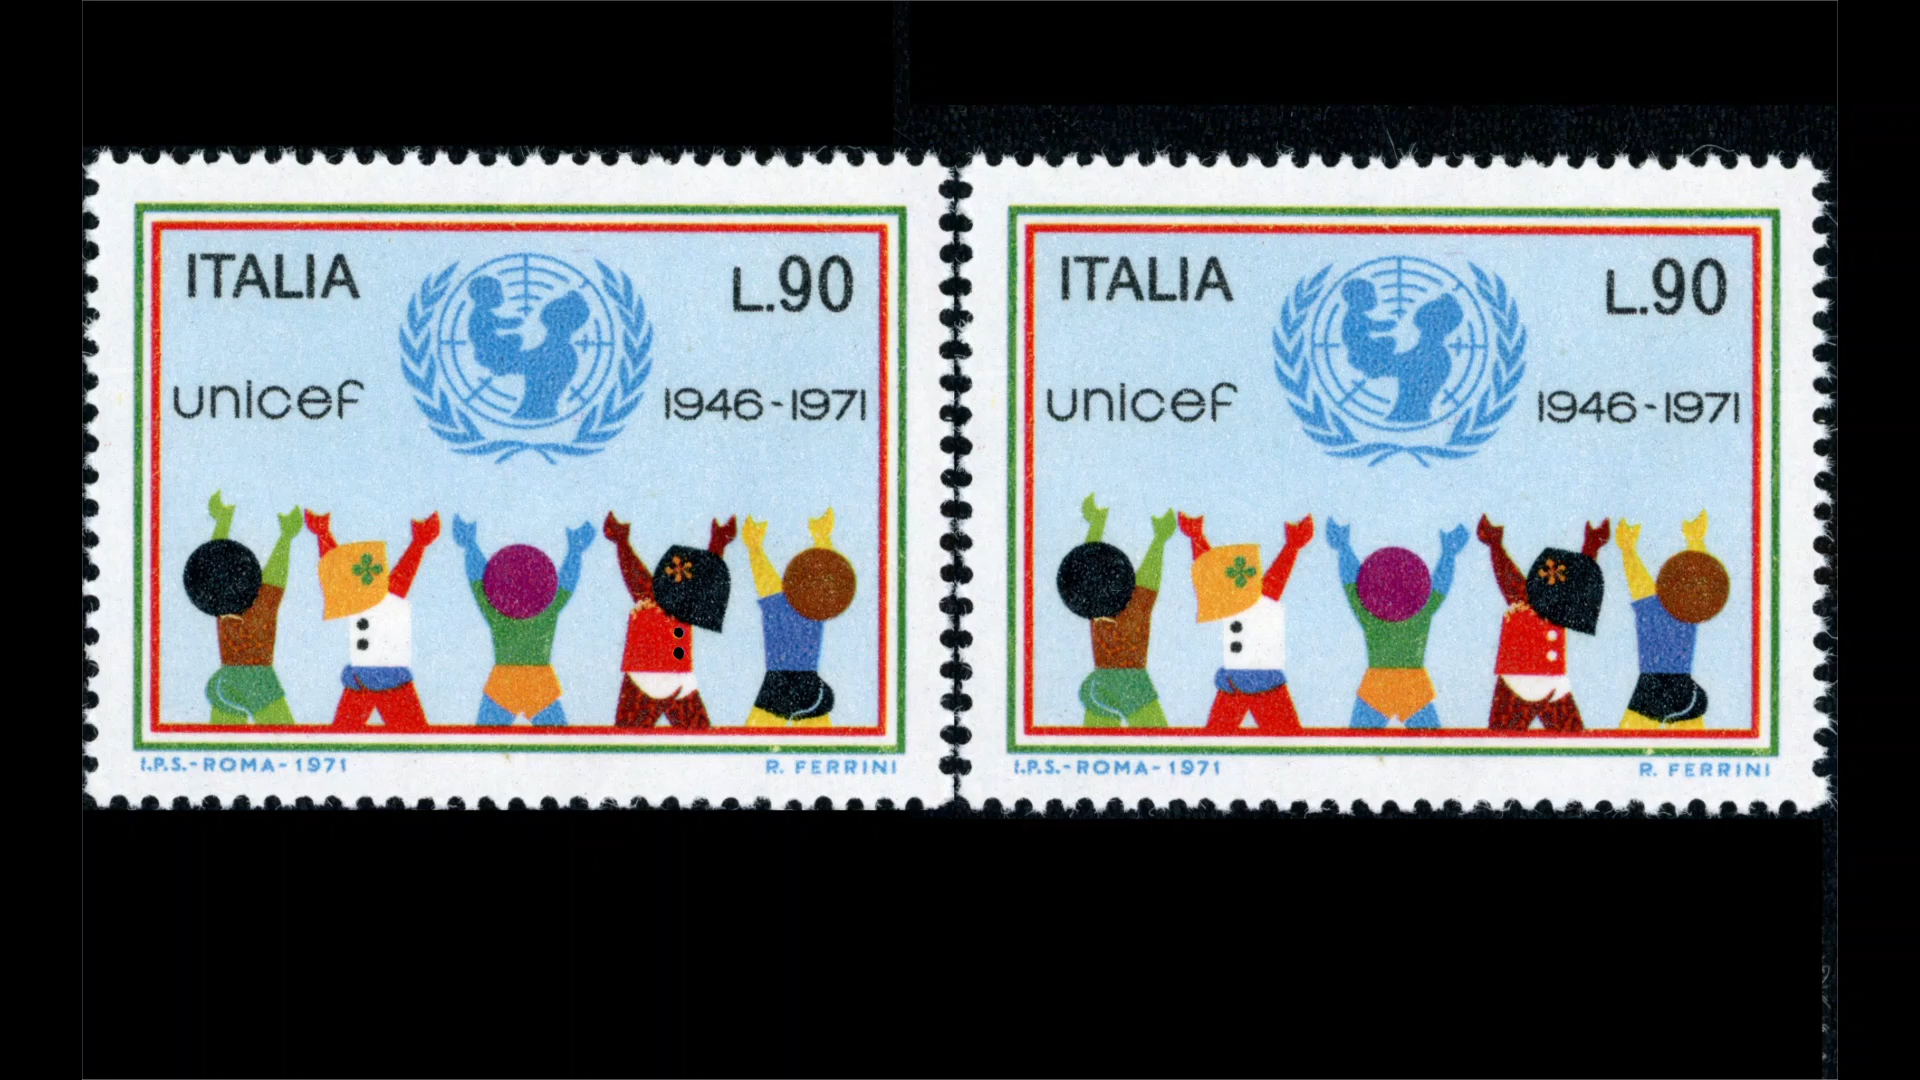 ITALIA L.90
unicef 1946-1971
I.P.S.-ROMA-1971 R. FERRINI
ITALIA L.90
unicef 1946-1971
I.P.S.-ROMA-1971 R. FERRINI